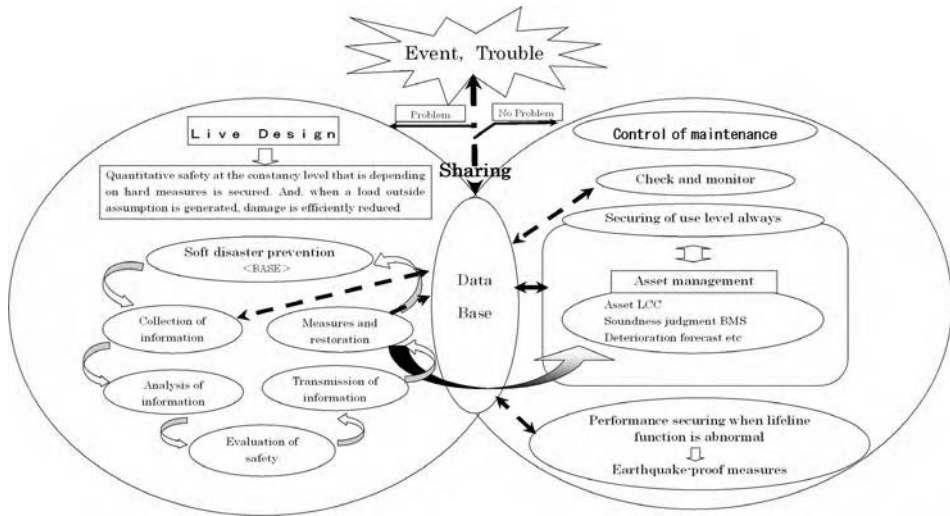 Event, Trouble
Problem
No Problem
Live Design
Control of maintenance
Sharing
Quantitative safety at the constancy level that is depending
on hard measures is secured. And, when a load outside
assumption is generated, damage is efficiently reduced
Check and monitor
Securing of use level always
Soft disaster prevention
<BASE>
Data
Base
Asset management
Asset LCC
Soundness judgment BMS
Deterioration forecast etc
Collection of
information
Measures and
restoration
Analysis of
information
Transmission of
information
Evaluation of
safety
Performance securing when lifeline
function is abnormal
Earthquake-proof measures